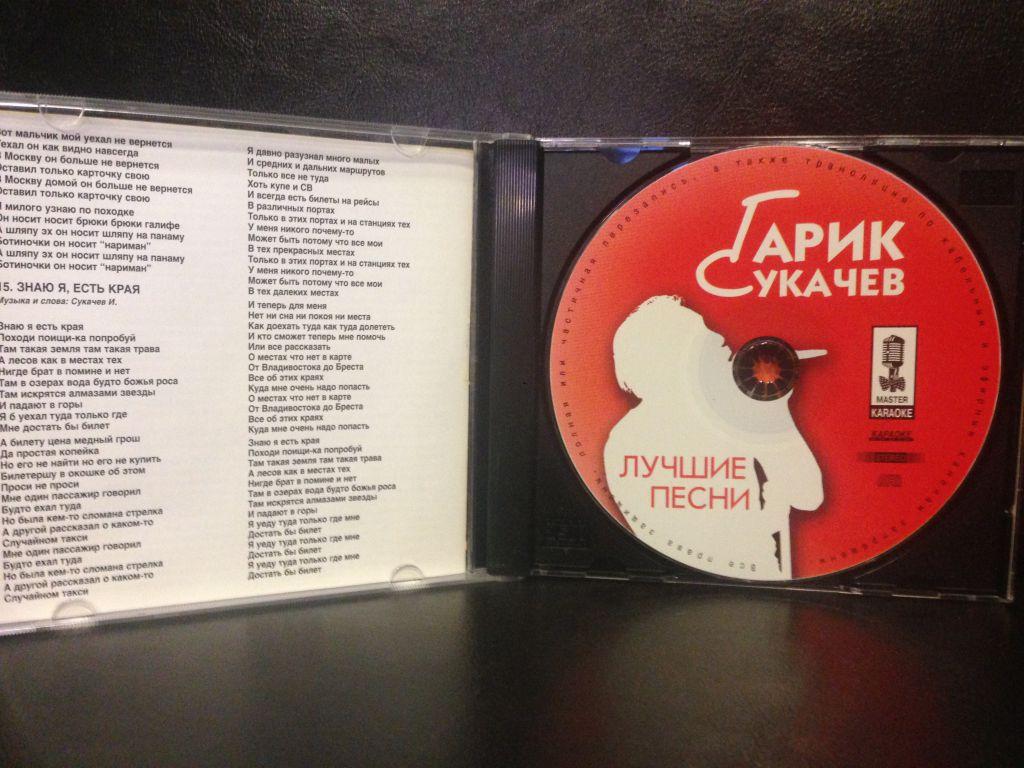 Вот мальчик мой уехал не вернется
Уехал он как видно навсегда
В Москву он больше не вернется
Оставил только карточку свою
В Москву домой он больше не вернется
Оставил только карточку свою
Я милого узнаю по походке
Он носит носит брюки брюки галифе
А шляпу эх он носит шляпу на панаму
Ботиночки он носит "нариман"
А шляпу эх он носит шляпу на панаму
Ботиночки он носит "нариман"
15. ЗНАЮ Я, ЕСТЬ КРАЯ
Музыка и слова: Сукачев И.
Знаю я есть края
Походи поищи-ка попробуй
Там такая земля там такая трава
А лесов как в местах тех
Нигде брат в помине и нет
Там в озерах вода будто божья роса
Там искрятся алмазами звезды
И падают в горы
Я б уехал туда только где
Мне достать бы билет
А билету цена медный грош
Да простая копейка
Но его не найти но его не купить
Билетершу в окошке об этом
Проси не проси
Мне один пассажир говорил
Будто ехал туда
Но была кем-то сломана стрелка
А другой рассказал о каком-то
Случайном такси
Мне один пассажир говорил
Будто ехал туда
Но была кем-то сломана стрелка
А другой рассказал о каком-то
Случайном такси
Я давно разузнал много малых
И средних и дальних маршрутов
Только все не туда
Хоть купе и СВ
И всегда есть билеты на рейсы
В различных портах
Только в этих портах и на станциях тех
У меня никого почему-то
Может быть потому что все мои
В тех прекрасных местах
Только в этих портах и на станциях тех
У меня никого почему-то
Может быть потому что все мои
В тех далеких местах
И теперь для меня
Нет ни сна ни покоя ни места
Как доехать туда как туда долететь
И кто сможет теперь мне помочь
Или все рассказать
О местах что нет в карте
От Владивостока до Бреста
Все об этих краях
Куда мне очень надо попасть
О местах что нет в карте
От Владивостока до Бреста
Все об этих краях
Куда мне очень надо попасть
Знаю я есть края
Походи поищи-ка попробуй
Там такая земля там такая трава
А лесов как в местах тех
Нигде брат в помине и нет
Там в озерах вода будто божья роса
Там искрятся алмазами звезды
И падают в горы
Я уеду туда только где мне
Достать бы билет
Я уеду туда только где мне
Достать бы билет
Я уеду туда только где мне
Достать бы билет
полная или частичная перезапись, а также трансляция по кабельным и эфирным каналам
все права
ГАРИК
СУКАЧЕВ
MASTER
KARAOKE
КАРАОКЕ
STEREO
ЛУЧШИЕ
ПЕСНИ